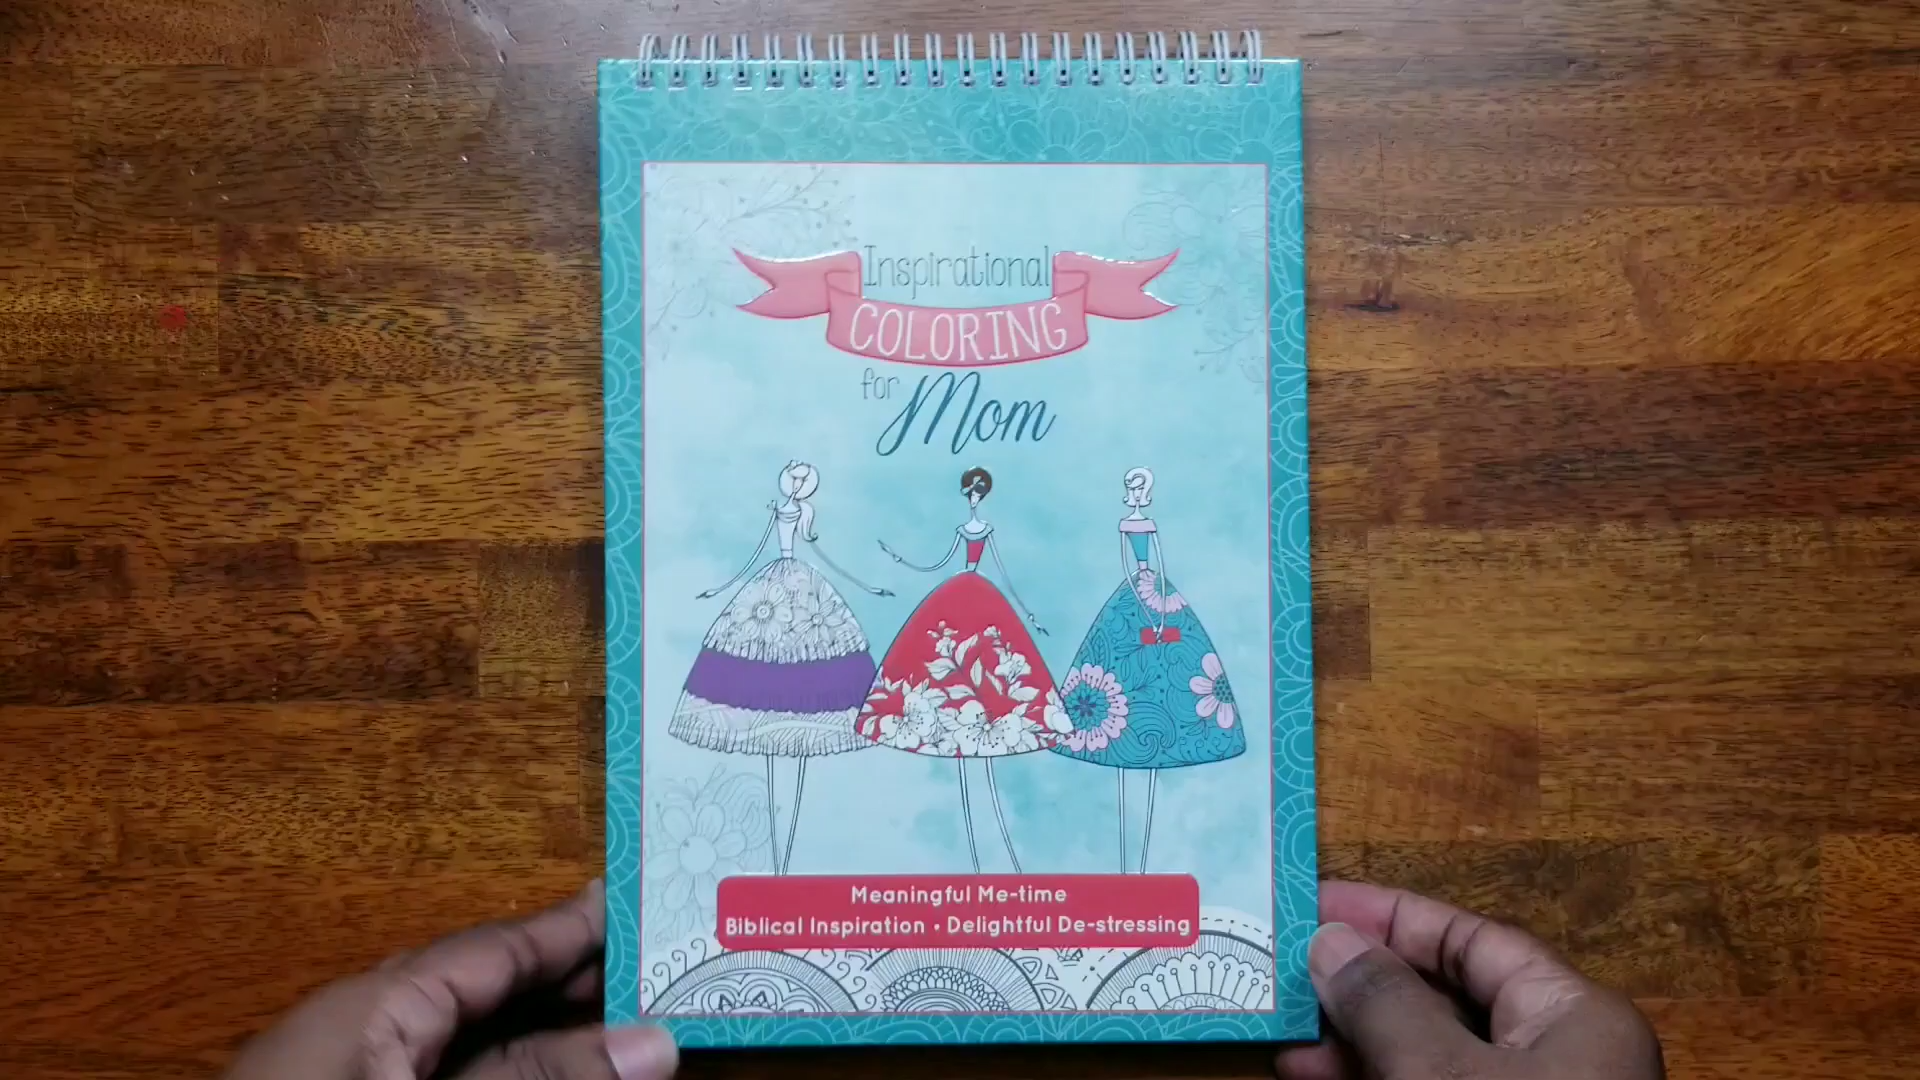 Inspirational
COLORING
for Mom
Meaningful Me-time
Biblical Inspiration • Delightful De-stressing